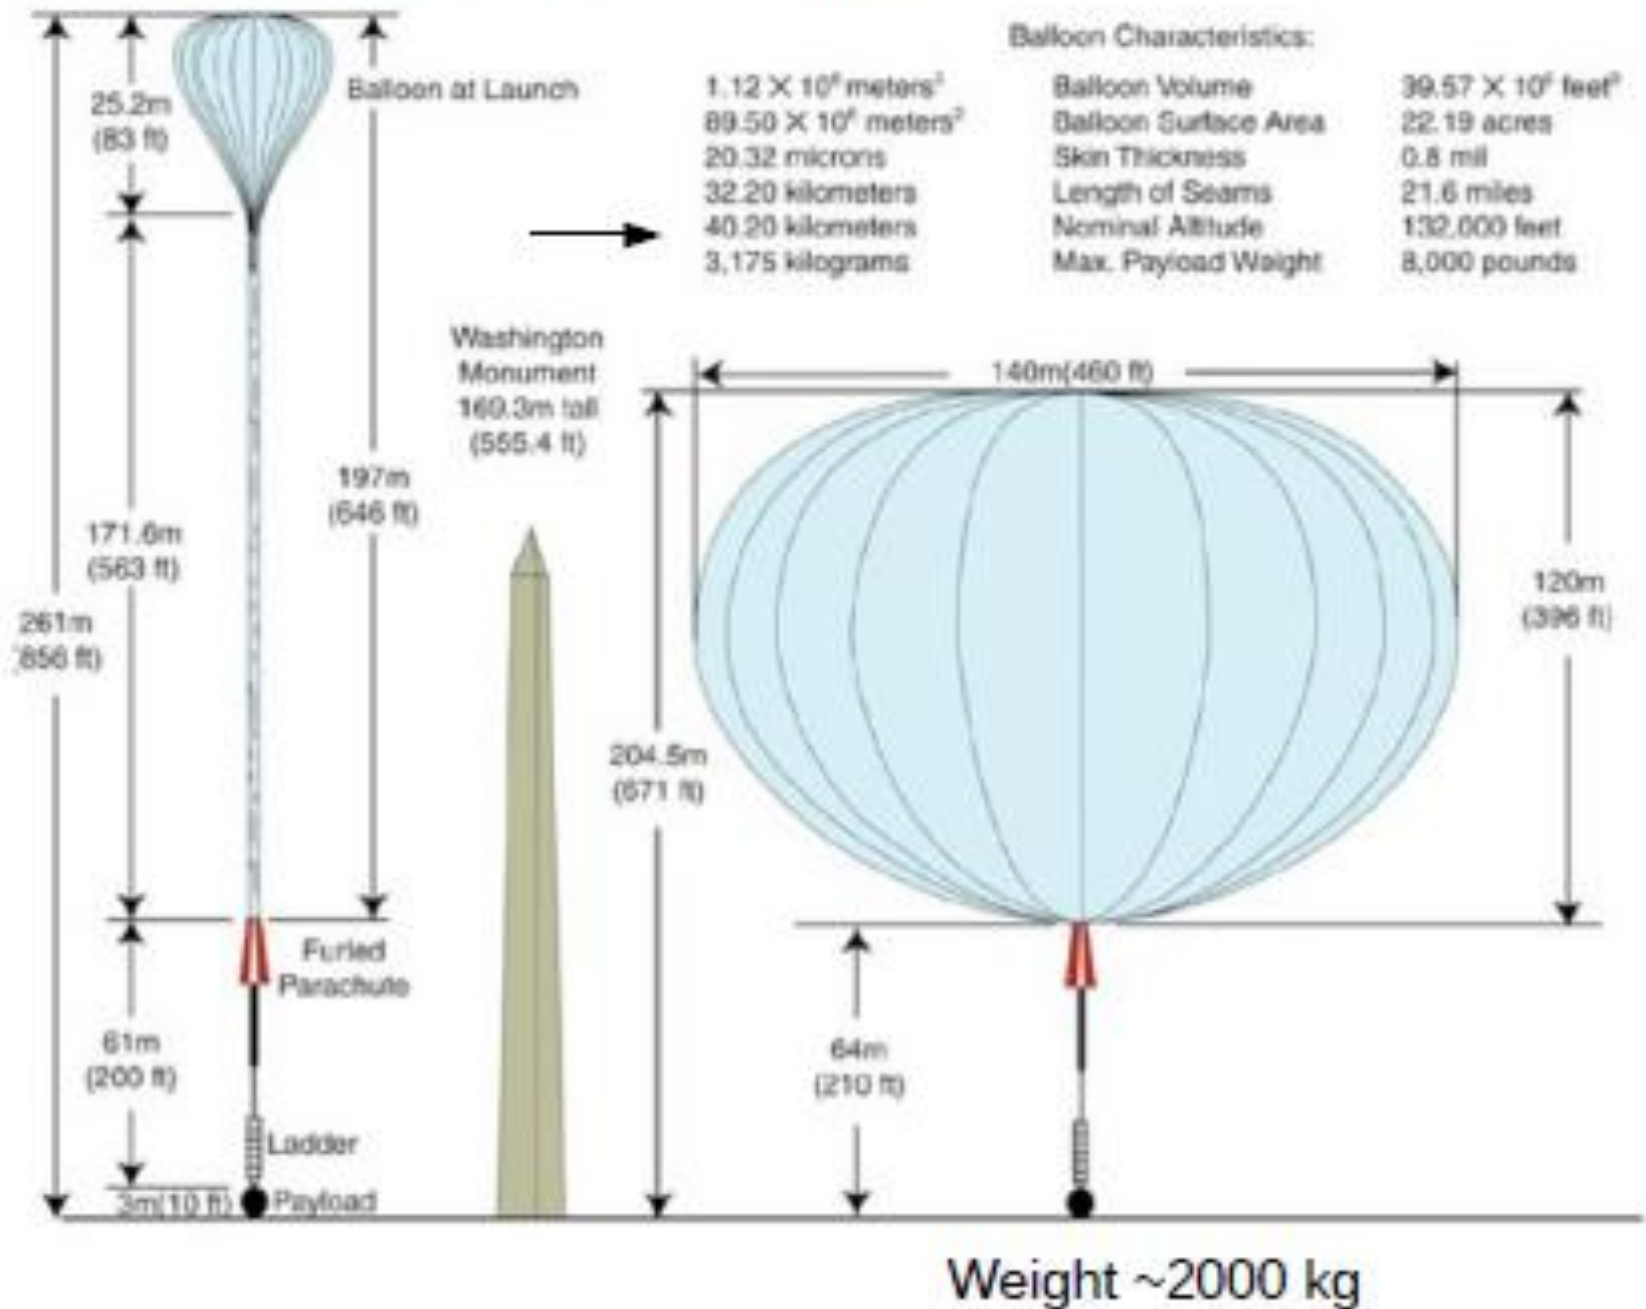 Balloon Characteristics:
1.12 X 10⁶ meters³ Balloon Volume 39.57 X 10⁶ feet³
89.50 X 10⁶ meters² Balloon Surface Area 22.19 acres
20.32 microns Skin Thickness 0.8 mil
32.20 kilometers Length of Seams 21.6 miles
40.20 kilometers Nominal Altitude 132,000 feet
3,175 kilograms Max. Payload Weight 8,000 pounds
Balloon at Launch
25.2m
(83 ft)
197m
(646 ft)
171.6m
(563 ft)
261m
856 ft)
Furled
Parachute
61m
(200 ft)
Ladder
3m(10 ft)
Payload
Washington
Monument
169.3m tall
(555.4 ft)
140m(460 ft)
204.5m
(671 ft)
120m
(396 ft)
64m
(210 ft)
Weight ~2000 kg